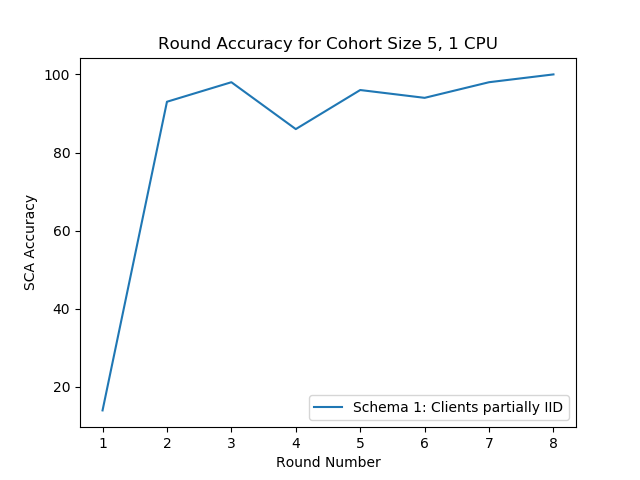 Round Accuracy for Cohort Size 5, 1 CPU
100
80
60
40
20
SCA Accuracy
Schema 1: Clients partially IID
1 2 3 4 5 6 7 8
Round Number